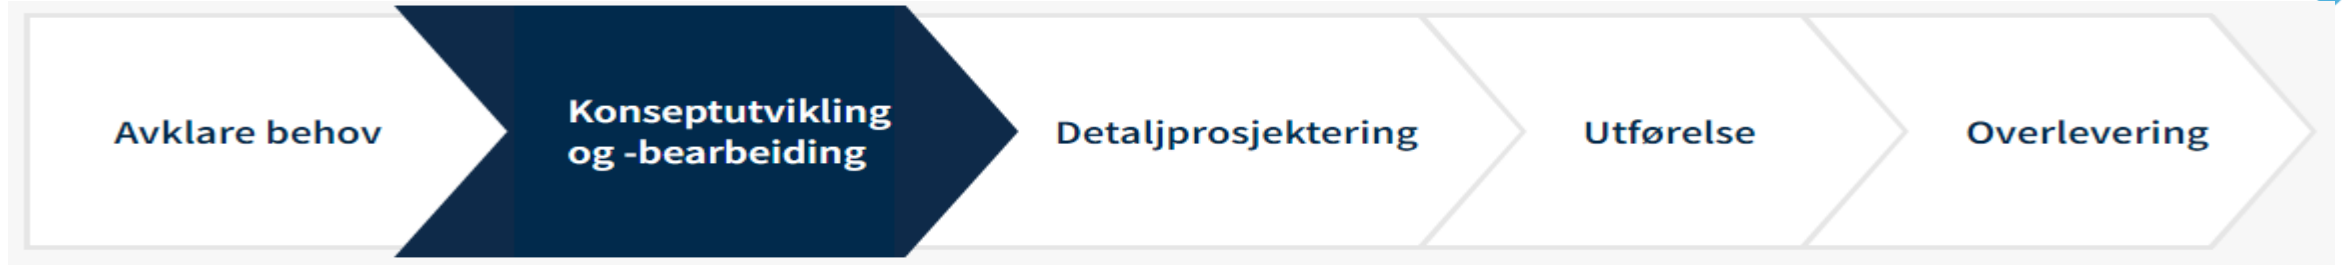 Avklare behov
Konseptutvikling
og -bearbeiding
Detaljprosjektering
Utførelse
Overlevering